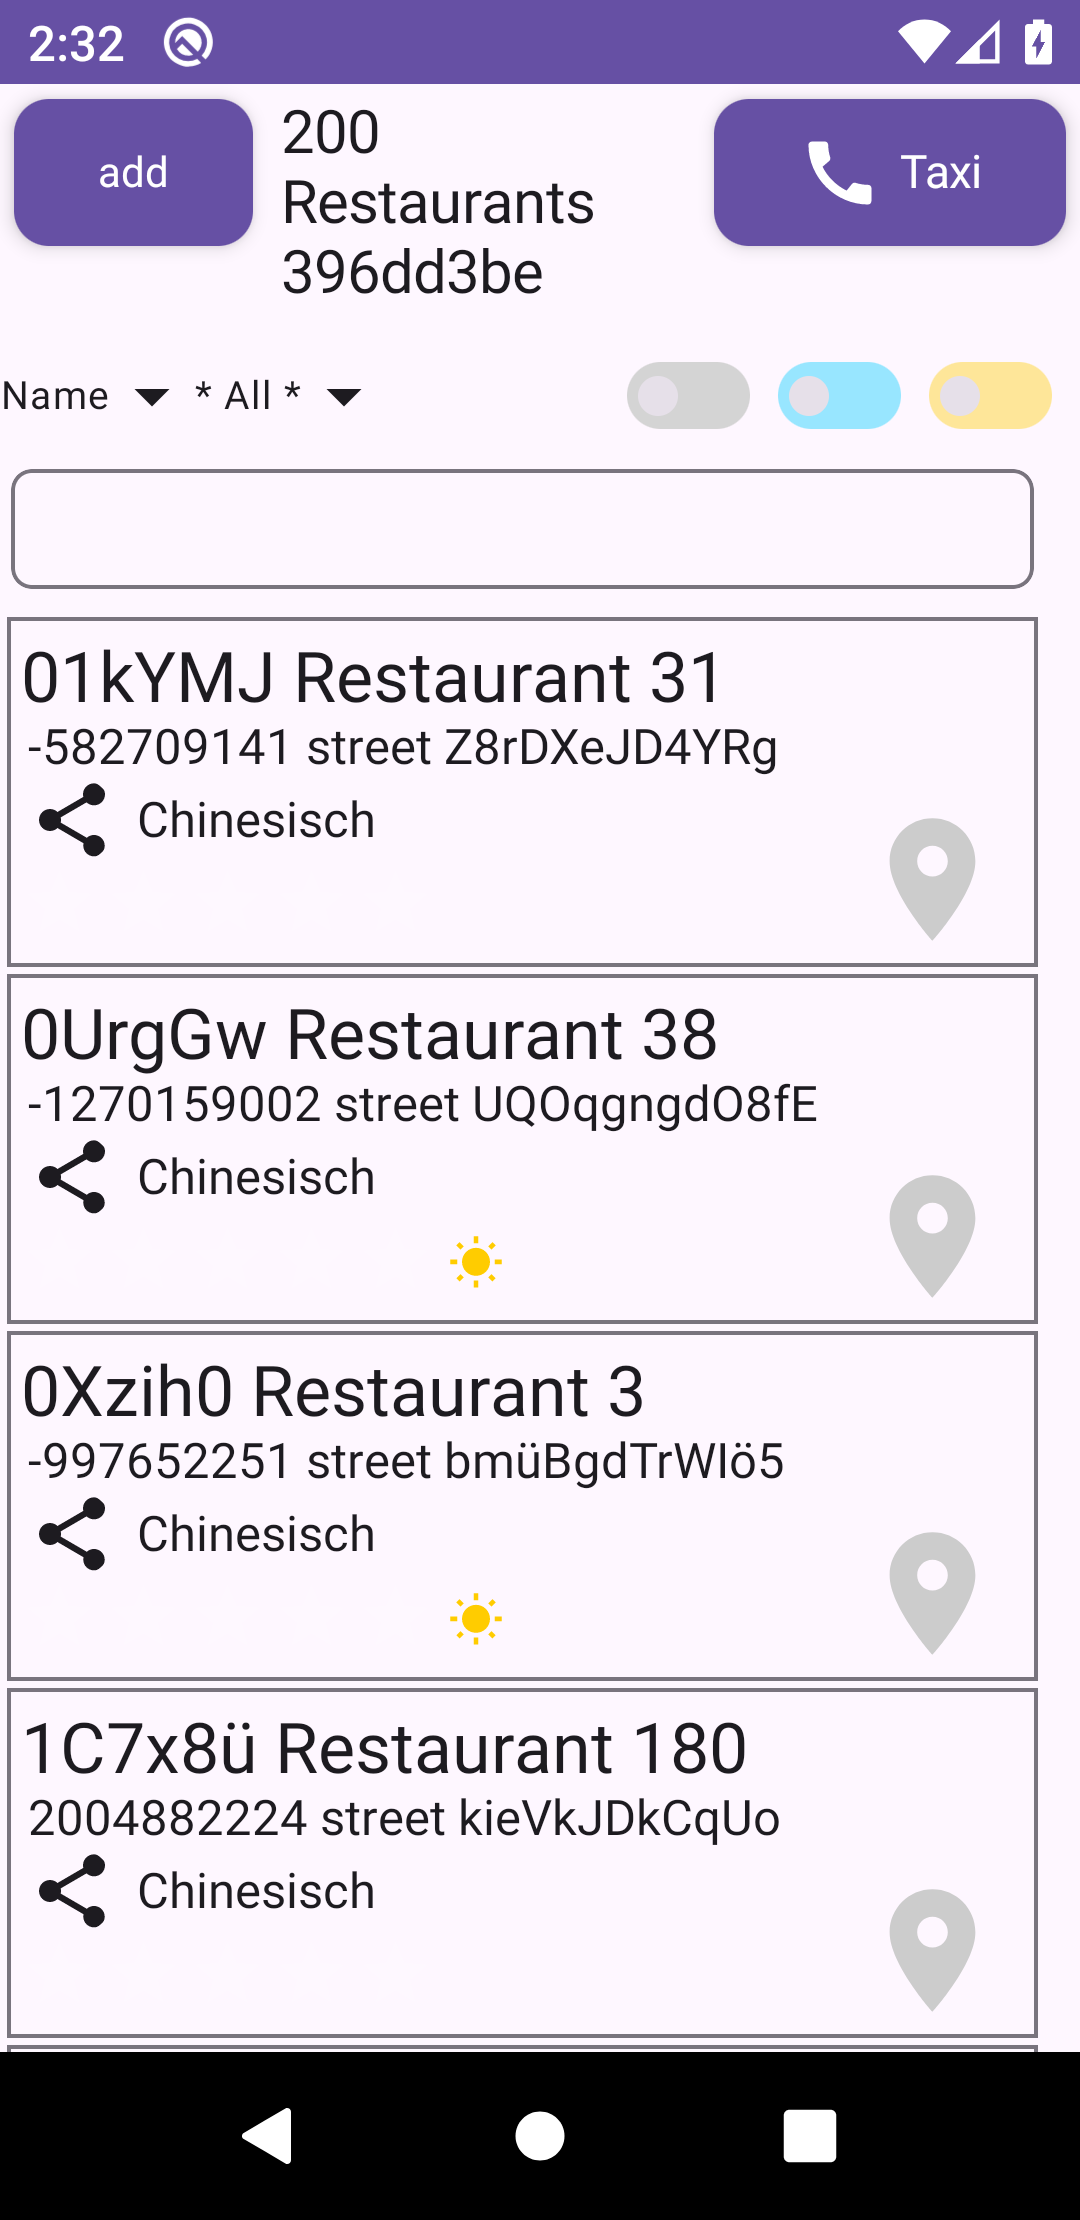 2:32
add
200
Restaurants
396dd3be
Taxi
Name
* All *
01kYMJ Restaurant 31
-582709141 street Z8rDXeJD4YRg
Chinesisch
0UrgGw Restaurant 38
-1270159002 street UQOqgngdO8fE
Chinesisch
0Xzih0 Restaurant 3
-997652251 street bmüBgdTrWIö5
Chinesisch
1C7x8ü Restaurant 180
2004882224 street kieVkJDkCqUo
Chinesisch